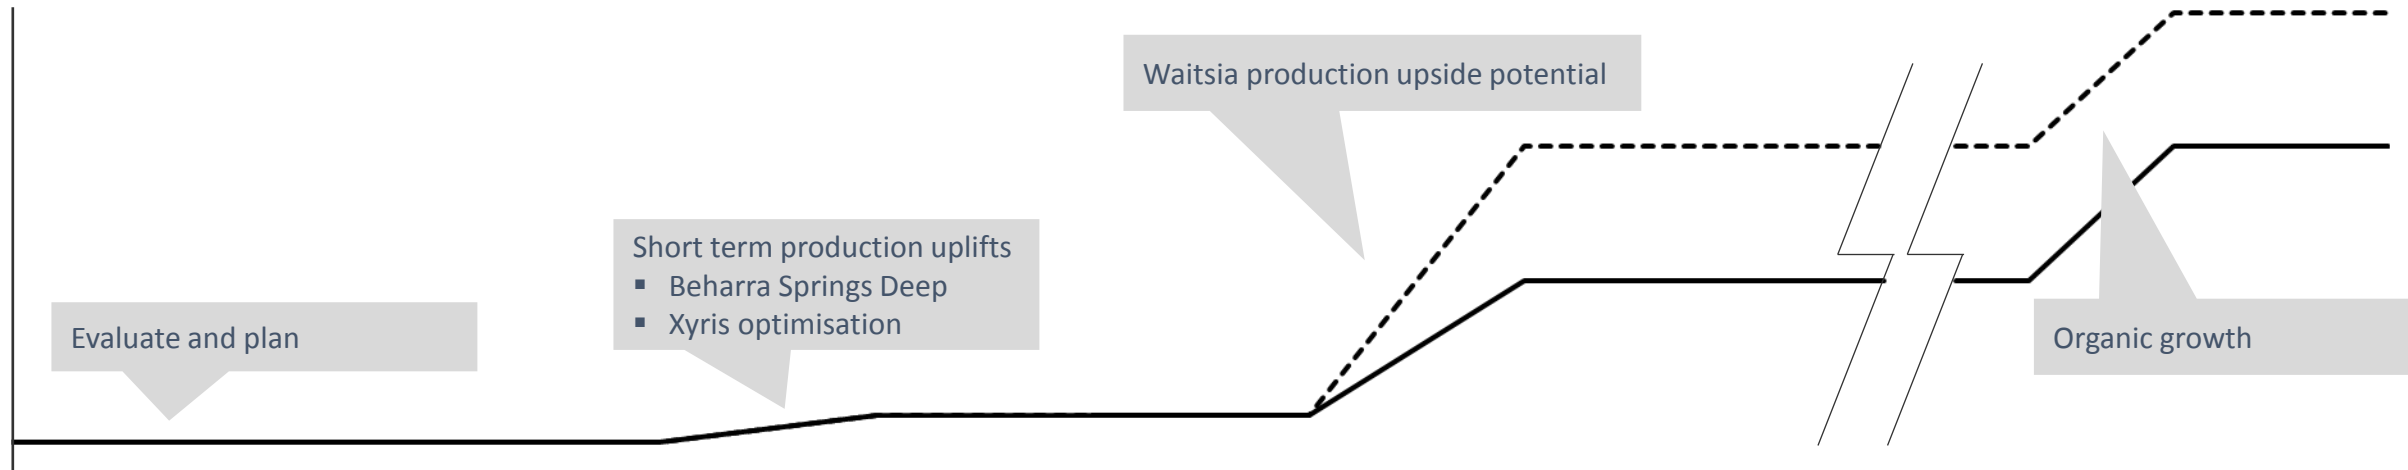 Evaluate and plan
Short term production uplifts
▪ Beharra Springs Deep
▪ Xyris optimisation
Waitsia production upside potential
Organic growth